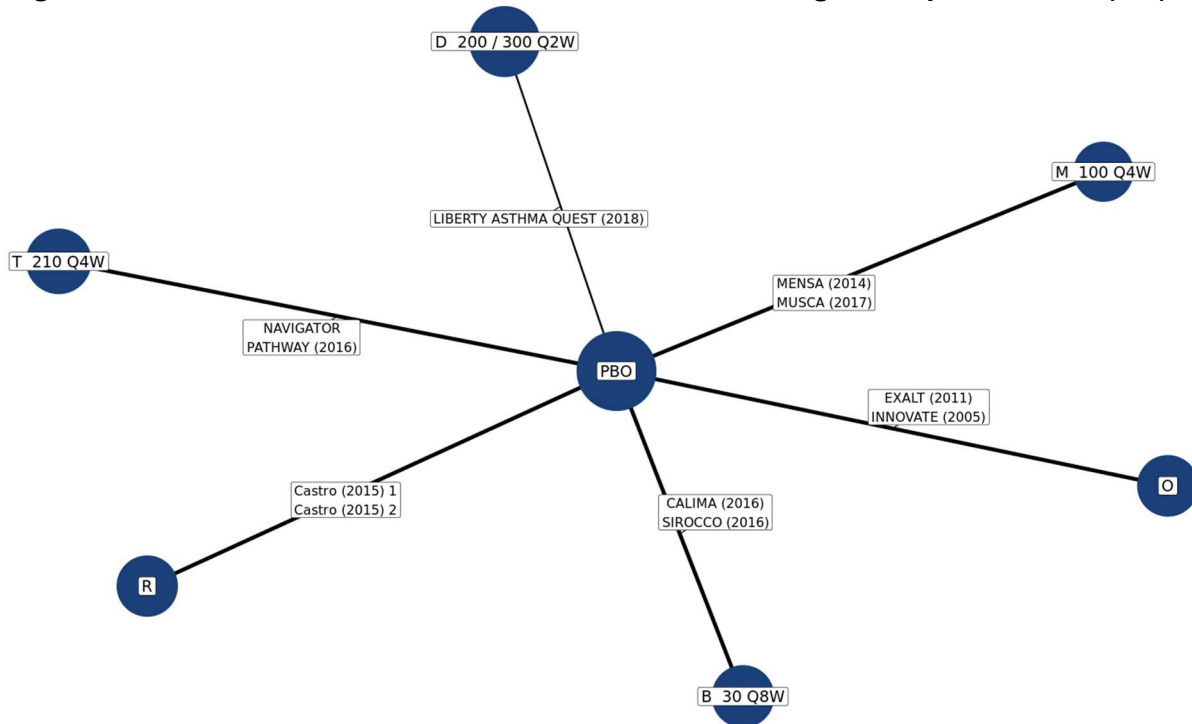 D 200 / 300 Q2W
M 100 Q4W
LIBERTY ASTHMA QUEST (2018)
T 210 Q4W
MENSA (2014)
MUSCA (2017)
NAVIGATOR
PATHWAY (2016)
PBO
EXALT (2011)
INNOVATE (2005)
O
Castro (2015) 1
Castro (2015) 2
CALIMA (2016)
SIROCCO (2016)
R
B 30 Q8W